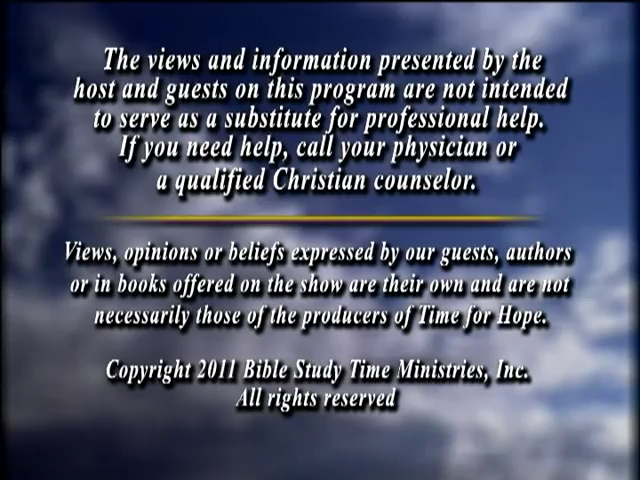 The views and information presented by the
host and guests on this program are not intended
to serve as a substitute for professional help.
If you need help, call your physician or
a qualified Christian counselor.
Views, opinions or beliefs expressed by our guests, authors
or in books offered on the show are their own and are not
necessarily those of the producers of Time for Hope.
Copyright 2011 Bible Study Time Ministries, Inc.
All rights reserved